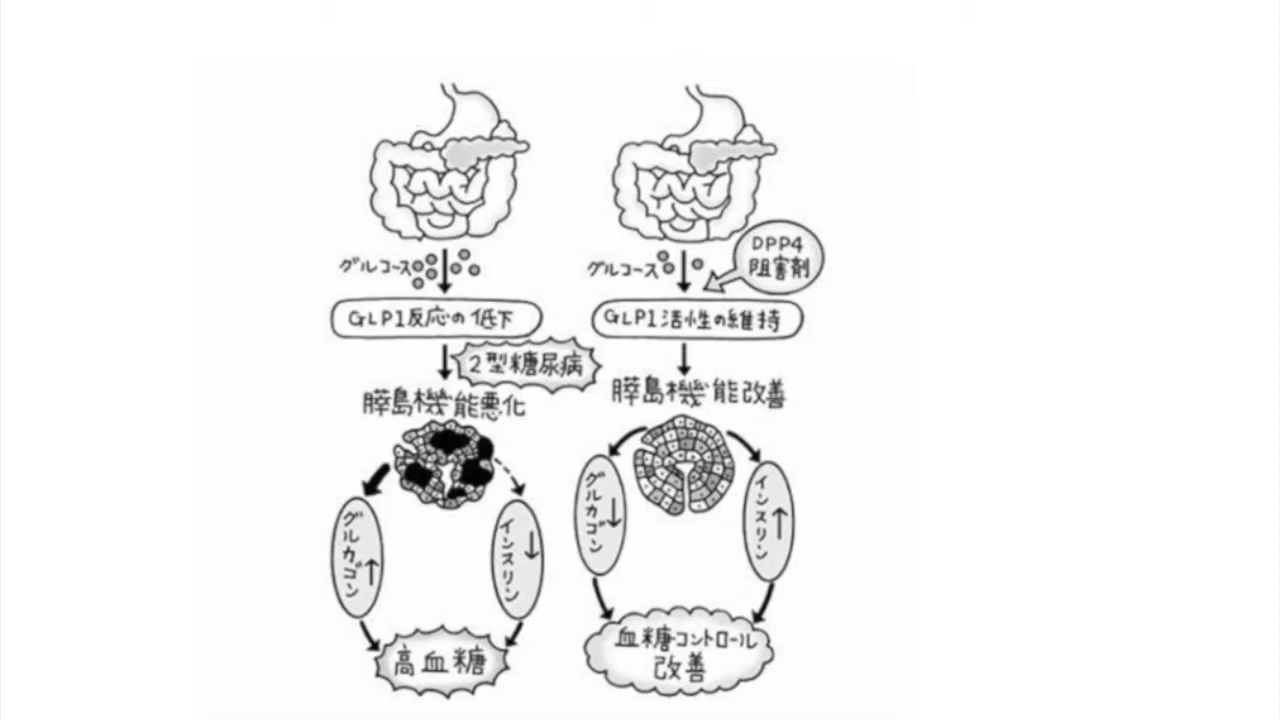 グルコース
GLP1反応の低下
2型糖尿病
膵島機能悪化
グルカゴン↑
インスリン↓
高血糖
グルコース
DPP4
阻害剤
GLP1活性の維持
膵島機能改善
グルカゴン↓
インスリン↑
血糖コントロール
改善